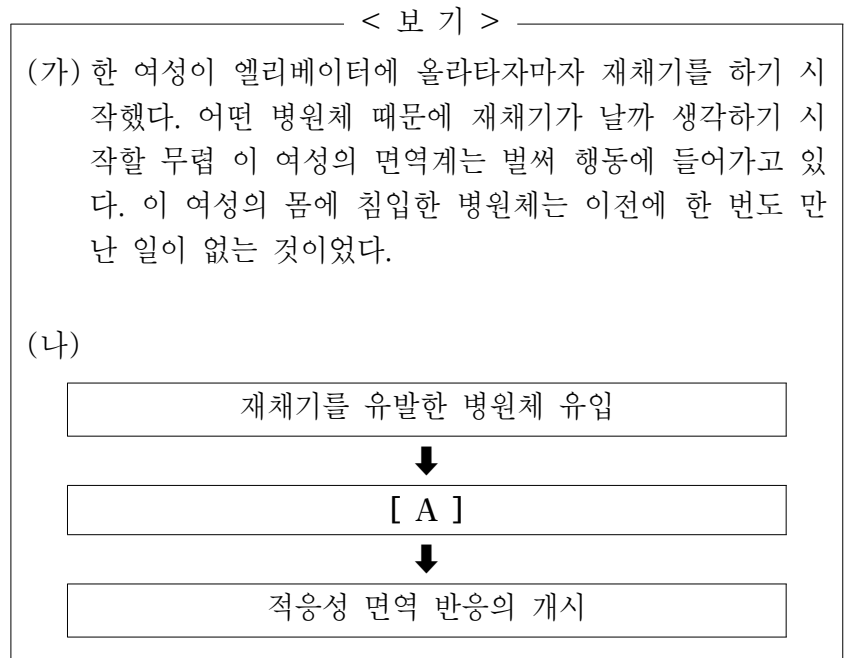 < 보 기 >
(가) 한 여성이 엘리베이터에 올라타자마자 재채기를 하기 시
작했다. 어떤 병원체 때문에 재채기가 날까 생각하기 시
작할 무렵 이 여성의 면역계는 벌써 행동에 들어가고 있
다. 이 여성의 몸에 침입한 병원체는 이전에 한 번도 만
난 일이 없는 것이었다.
(나)
재채기를 유발한 병원체 유입
[ A ]
적응성 면역 반응의 개시